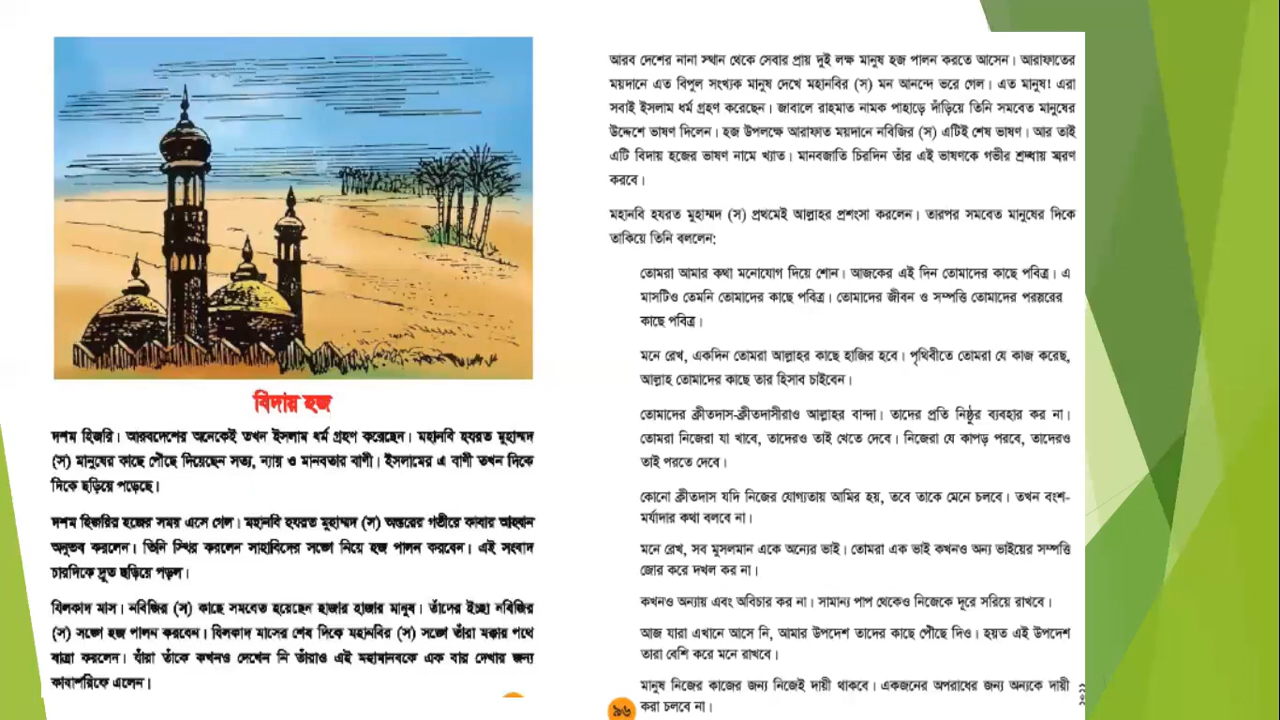 বিদায় হজ
দশম হিজরি। আরবদেশের অনেকেই তখন ইসলাম ধর্ম গ্রহণ করেছেন। মহানবি হযরত মুহাম্মদ
(স) মানুষের কাছে পৌঁছে দিয়েছেন সত্য, ন্যায় ও মানবতার বাণী। ইসলামের এ বাণী তখন দিকে
দিকে ছড়িয়ে পড়েছে।
দশম হিজরির হজের সময় এসে গেল। মহানবি হযরত মুহাম্মদ (স) অন্তরের গভীরে কাবার আহ্বান
অনুভব করলেন। তিনি স্থির করলেন সাহাবিদের সঙ্গে নিয়ে হজ পালন করবেন। এই সংবাদ
চারদিকে দ্রুত ছড়িয়ে পড়ল।
যিলকাদ মাস। নবিজির (স) কাছে সমবেত হয়েছেন হাজার হাজার মানুষ। তাঁদের ইচ্ছা নবিজির
(স) সঙ্গে হজ পালন করবেন। যিলকাদ মাসের শেষ দিকে মহানবির (স) সঙ্গে তাঁরা মক্কার পথে
যাত্রা করলেন। যাঁরা তাঁকে কখনও দেখেন নি তাঁরাও এই মহামানবকে এক বার দেখার জন্য
কাবাশরিফে এলেন।
আরব দেশের নানা স্থান থেকে সেবার প্রায় দুই লক্ষ মানুষ হজ পালন করতে আসেন। আরাফাতের
ময়দানে এত বিপুল সংখ্যক মানুষ দেখে মহানবির (স) মন আনন্দে ভরে গেল। এত মানুষ! এরা
সবাই ইসলাম ধর্ম গ্রহণ করেছেন। জাবালে রাহমাত নামক পাহাড়ে দাঁড়িয়ে তিনি সমবেত মানুষের
উদ্দেশে ভাষণ দিলেন। হজ উপলক্ষে আরাফাত ময়দানে নবিজির (স) এটিই শেষ ভাষণ। আর তাই
এটি বিদায় হজের ভাষণ নামে খ্যাত। মানবজাতি চিরদিন তাঁর এই ভাষণকে গভীর শ্রদ্ধায় স্মরণ
করবে।
মহানবি হযরত মুহাম্মদ (স) প্রথমেই আল্লাহর প্রশংসা করলেন। তারপর সমবেত মানুষের দিকে
তাকিয়ে তিনি বললেন:
তোমরা আমার কথা মনোযোগ দিয়ে শোন। আজকের এই দিন তোমাদের কাছে পবিত্র। এ
মাসটিও তেমনি তোমাদের কাছে পবিত্র। তোমাদের জীবন ও সম্পত্তি তোমাদের পরস্পরের
কাছে পবিত্র।
মনে রেখ, একদিন তোমরা আল্লাহর কাছে হাজির হবে। পৃথিবীতে তোমরা যে কাজ করেছ,
আল্লাহ তোমাদের কাছে তার হিসাব চাইবেন।
তোমাদের ক্রীতদাস-ক্রীতদাসীরাও আল্লাহর বান্দা। তাদের প্রতি নিষ্ঠুর ব্যবহার কর না।
তোমরা নিজেরা যা খাবে, তাদেরও তাই খেতে দেবে। নিজেরা যে কাপড় পরবে, তাদেরও
তাই পরতে দেবে।
কোনো ক্রীতদাস যদি নিজের যোগ্যতায় আমির হয়, তবে তাকে মেনে চলবে। তখন বংশ-
মর্যাদার কথা বলবে না।
মনে রেখ, সব মুসলমান একে অন্যের ভাই। তোমরা এক ভাই কখনও অন্য ভাইয়ের সম্পত্তি
জোর করে দখল কর না।
কখনও অন্যায় এবং অবিচার কর না। সামান্য পাপ থেকেও নিজেকে দূরে সরিয়ে রাখবে।
আজ যারা এখানে আসে নি, আমার উপদেশ তাদের কাছে পৌঁছে দিও। হয়ত এই উপদেশ
তারা বেশি করে মনে রাখবে।
মানুষ নিজের কাজের জন্য নিজেই দায়ী থাকবে। একজনের অপরাধের জন্য অন্যকে দায়ী
করা চলবে না।
৯৬